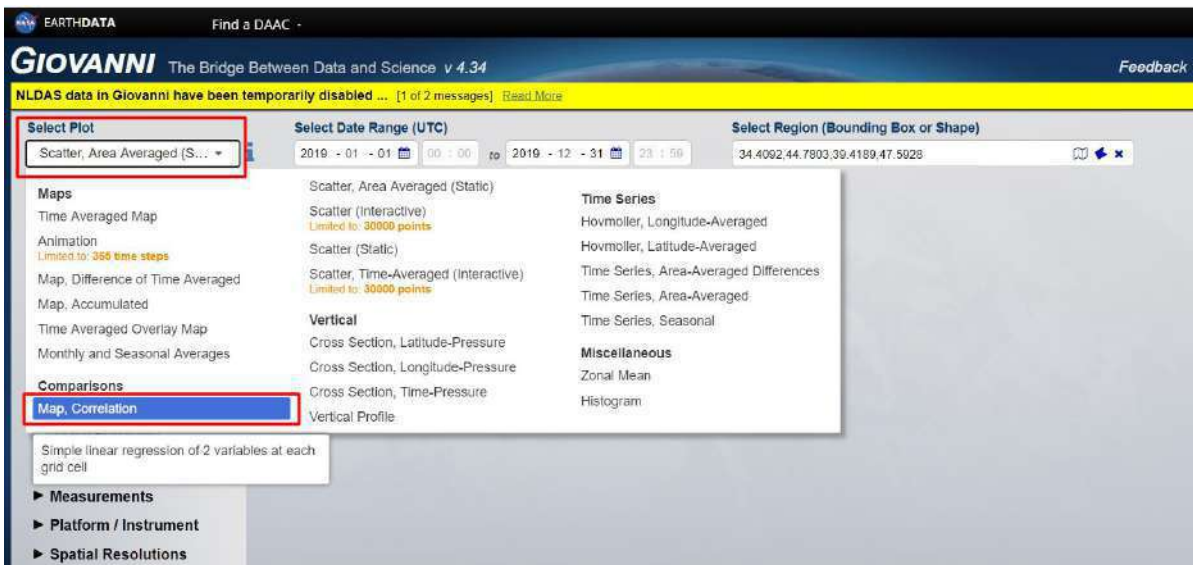 EARTHDATA Find a DAAC -
GIOVANNI The Bridge Between Data and Science v 4.34 Feedback
NLDAS data in Giovanni have been temporarily disabled ... [1 of 2 messages] Read More
Select Plot
Scatter, Area Averaged (S...
Select Date Range (UTC)
2019 - 01 - 01 00 : 00 to 2019 - 12 - 31 23 : 59
Select Region (Bounding Box or Shape)
34.4092,44.7803,39.4189,47.5928
Maps
Time Averaged Map
Animation
Limited to: 366 time steps
Map, Difference of Time Averaged
Map, Accumulated
Time Averaged Overlay Map
Monthly and Seasonal Averages
Comparisons
Map, Correlation
Scatter, Area Averaged (Static)
Scatter (Interactive)
Limited to: 30000 points
Scatter (Static)
Scatter, Time-Averaged (Interactive)
Limited to: 30000 points
Vertical
Cross Section, Latitude-Pressure
Cross Section, Longitude-Pressure
Cross Section, Time-Pressure
Vertical Profile
Time Series
Hovmoller, Longitude-Averaged
Hovmoller, Latitude-Averaged
Time Series, Area-Averaged Differences
Time Series, Area-Averaged
Time Series, Seasonal
Miscellaneous
Zonal Mean
Histogram
Simple linear regression of 2 variables at each
grid cell
Measurements
Platform / Instrument
Spatial Resolutions